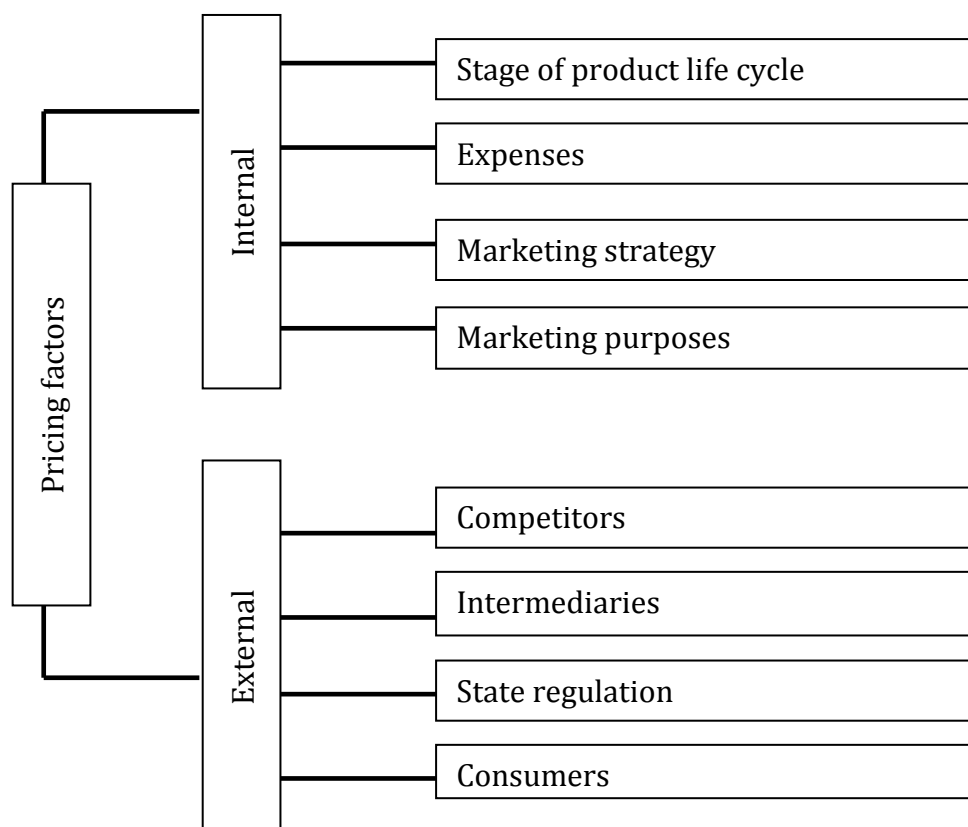 Pricing factors
Internal
Stage of product life cycle
Expenses
Marketing strategy
Marketing purposes
External
Competitors
Intermediaries
State regulation
Consumers